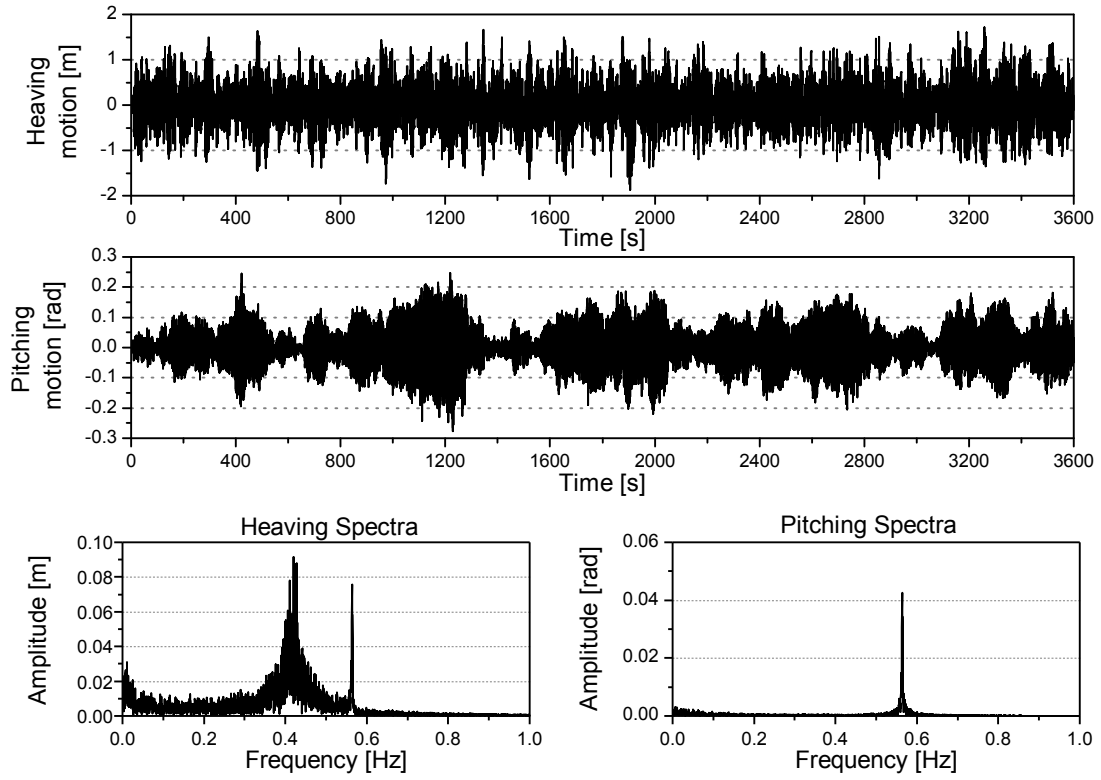 2
1
0
-1
-2
Heaving
motion [m]
0 400 800 1200 1600 2000 2400 2800 3200 3600
Time [s]
0.3
0.2
0.1
0.0
-0.1
-0.2
-0.3
Pitching
motion [rad]
0 400 800 1200 1600 2000 2400 2800 3200 3600
Time [s]
Heaving Spectra
0.10
0.08
0.06
0.04
0.02
0.00
Amplitude [m]
0.0 0.2 0.4 0.6 0.8 1.0
Frequency [Hz]
Pitching Spectra
0.06
0.04
0.02
0.00
Amplitude [rad]
0.0 0.2 0.4 0.6 0.8 1.0
Frequency [Hz]